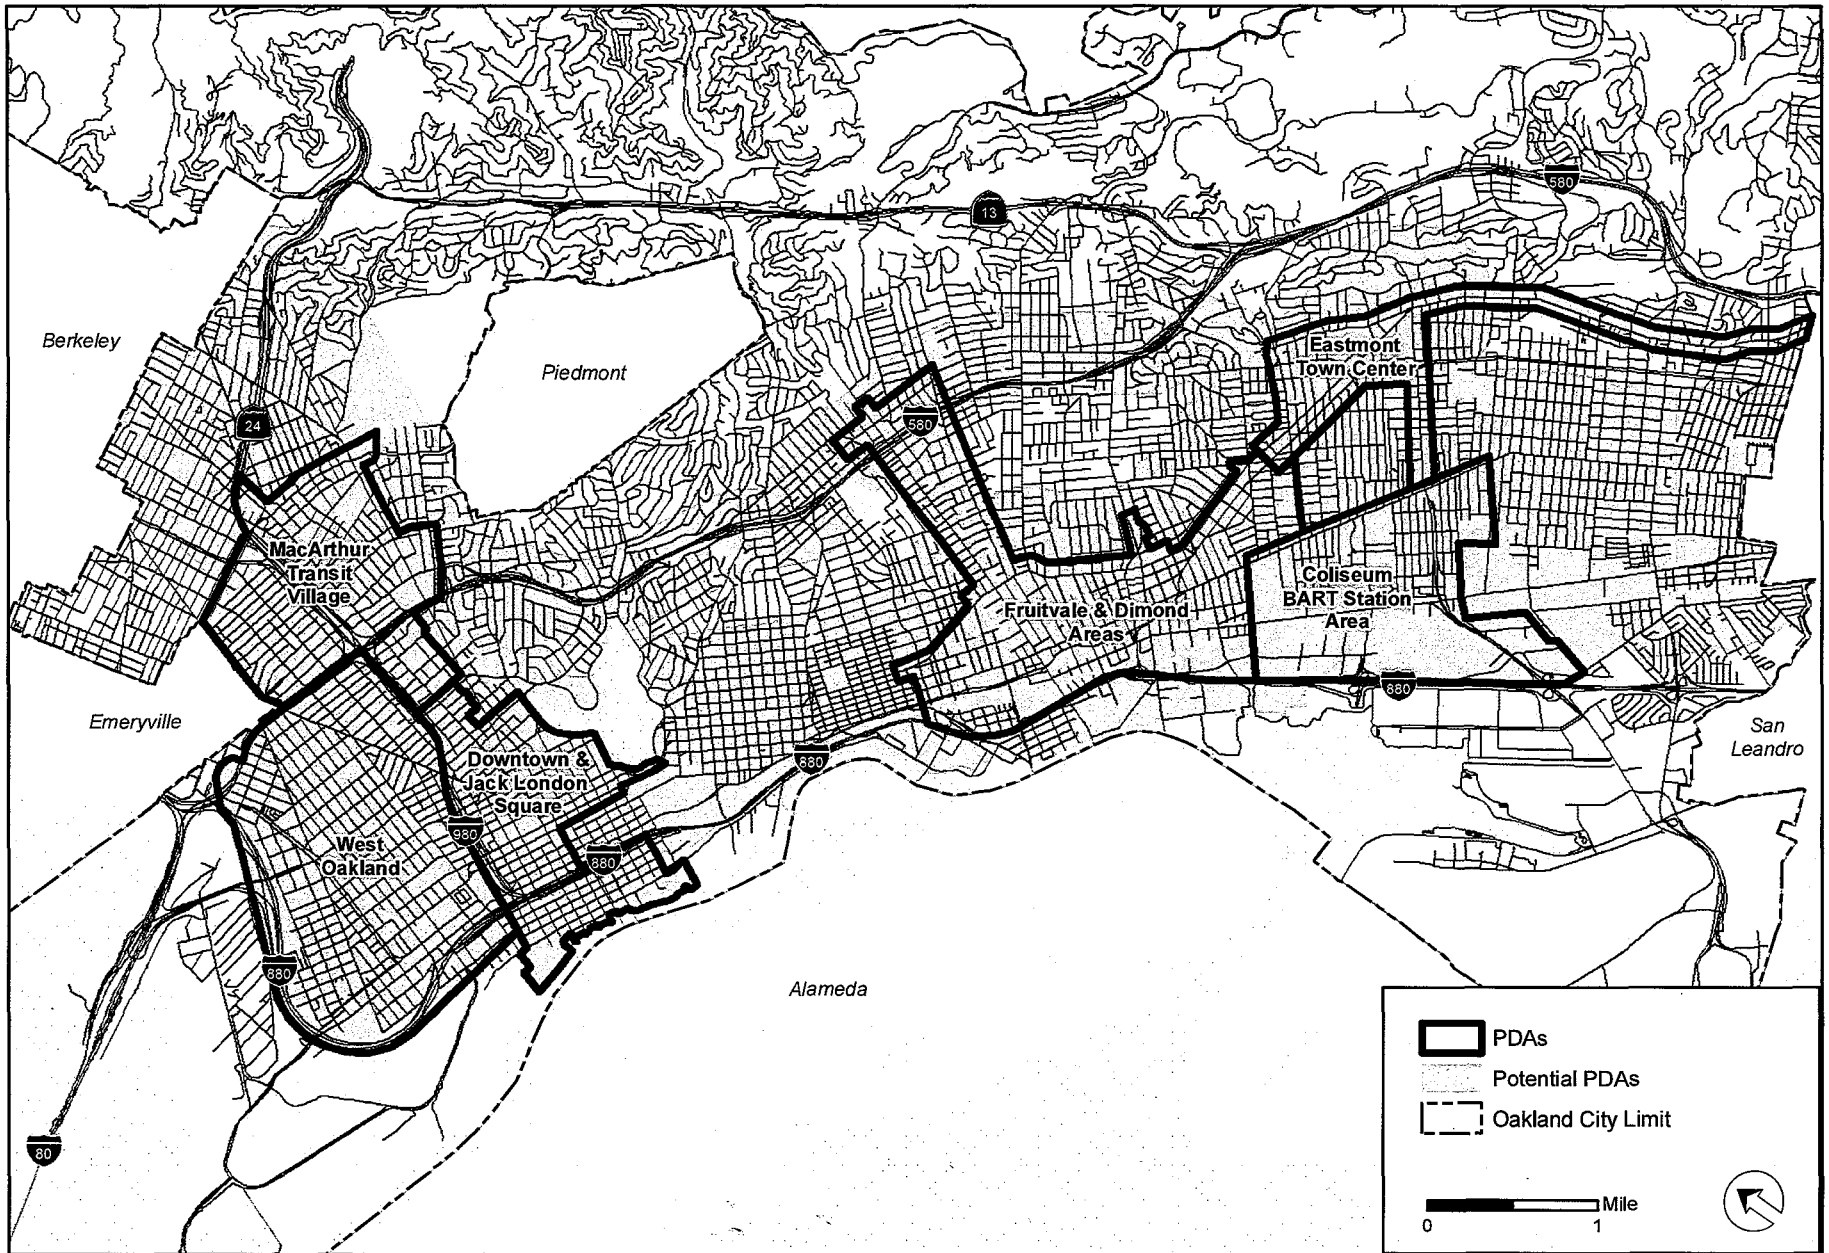 580
13
Berkeley
Piedmont
Eastmont
Town Center
24
580
MacArthur
Transit
Village
Coliseum
BART Station
Area
Fruitvale & Dimond
Areas
880
Emeryville
San
Leandro
Downtown &
Jack London
Square
880
980
West
Oakland
880
880
Alameda
80
PDAs
Potential PDAs
Oakland City Limit
Mile
0
1